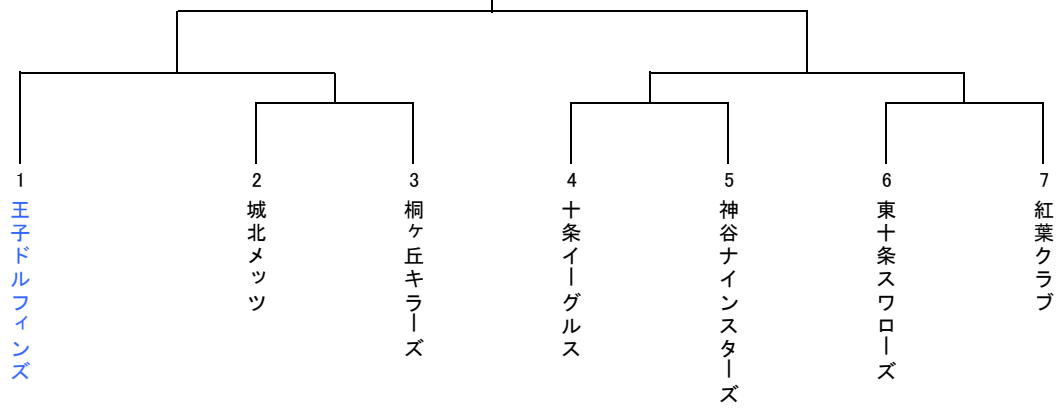 1
王子ドルフィンズ
2
城北メッツ
3
桐ヶ丘キラーズ
4
十条イーグルス
5
神谷ナインスターズ
6
東十条スワローズ
7
紅葉クラブ